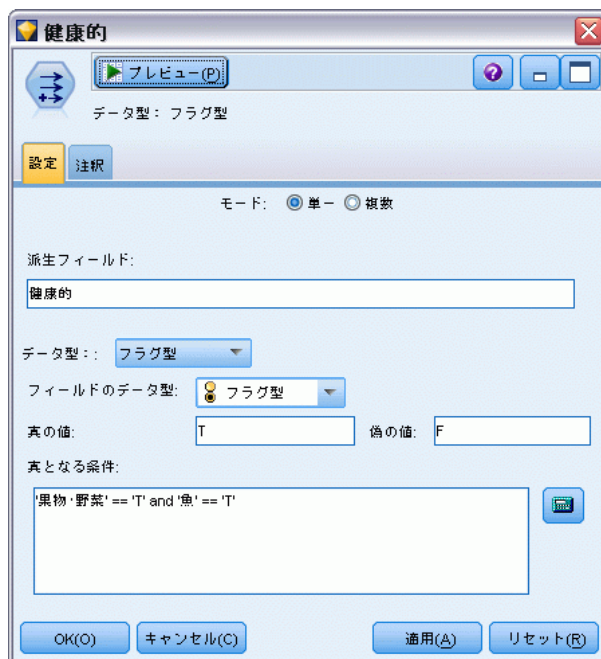 健康的
プレビュー(P)
データ型： フラグ型
設定 注釈
モード: 単一 複数
派生フィールド:
健康的
データ型：: フラグ型
フィールドのデータ型: フラグ型
真の値: T 偽の値: F
真となる条件:
'果物・野菜' == 'T' and '魚' == 'T'
OK(O) キャンセル(C) 適用(A) リセット(R)